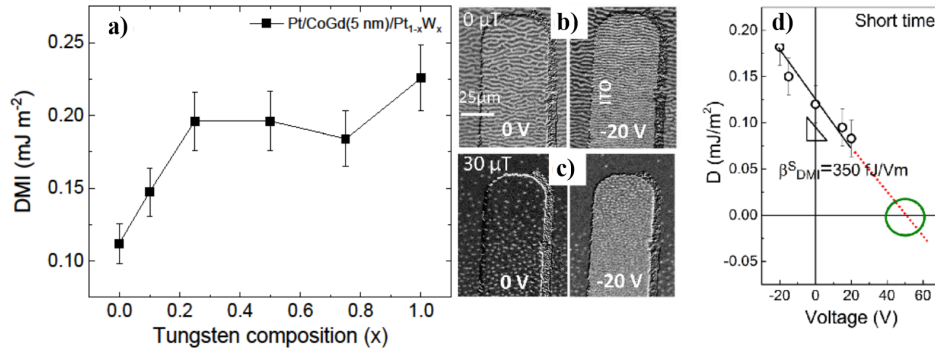 a)
Pt/CoGd(5 nm)/Pt1-xWx
DMI (mJ m-2)
0.25
0.20
0.15
0.10
0.0 0.2 0.4 0.6 0.8 1.0
Tungsten composition (x)
0 µT
b)
ITO
25µm
0 V
-20 V
30 µT
c)
0 V
-20 V
d)
Short time
D (mJ/m2)
0.20
0.15
0.10
0.05
0.00
-0.05
βSDMI=350 fJ/Vm
-20 0 20 40 60
Voltage (V)